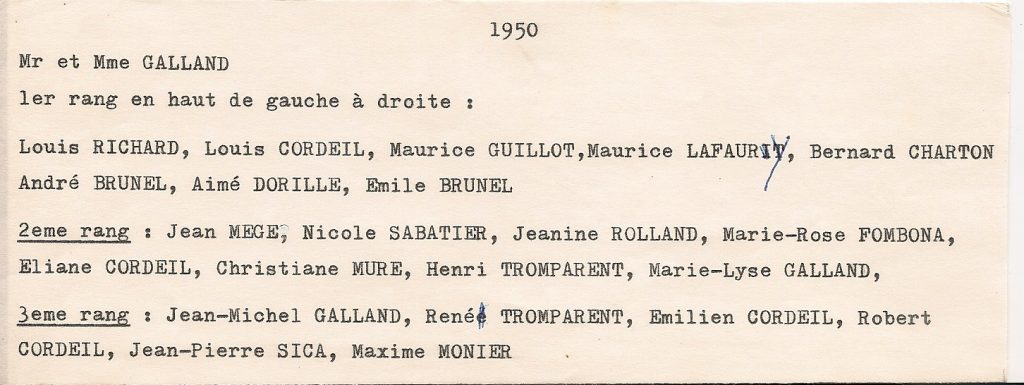 1950
Mr et Mme GALLAND
1er rang en haut de gauche à droite :
Louis RICHARD, Louis CORDEIL, Maurice GUILLOT,Maurice LAFAURY, Bernard CHARTON
André BRUNEL, Aimé DORILLE, Emile BRUNEL
2eme rang : Jean MEGE, Nicole SABATIER, Jeanine ROLLAND, Marie-Rose FOMBONA,
Eliane CORDEIL, Christiane MURE, Henri TROMPARENT, Marie-Lyse GALLAND,
3eme rang : Jean-Michel GALLAND, René TROMPARENT, Emilien CORDEIL, Robert
CORDEIL, Jean-Pierre SICA, Maxime MONIER